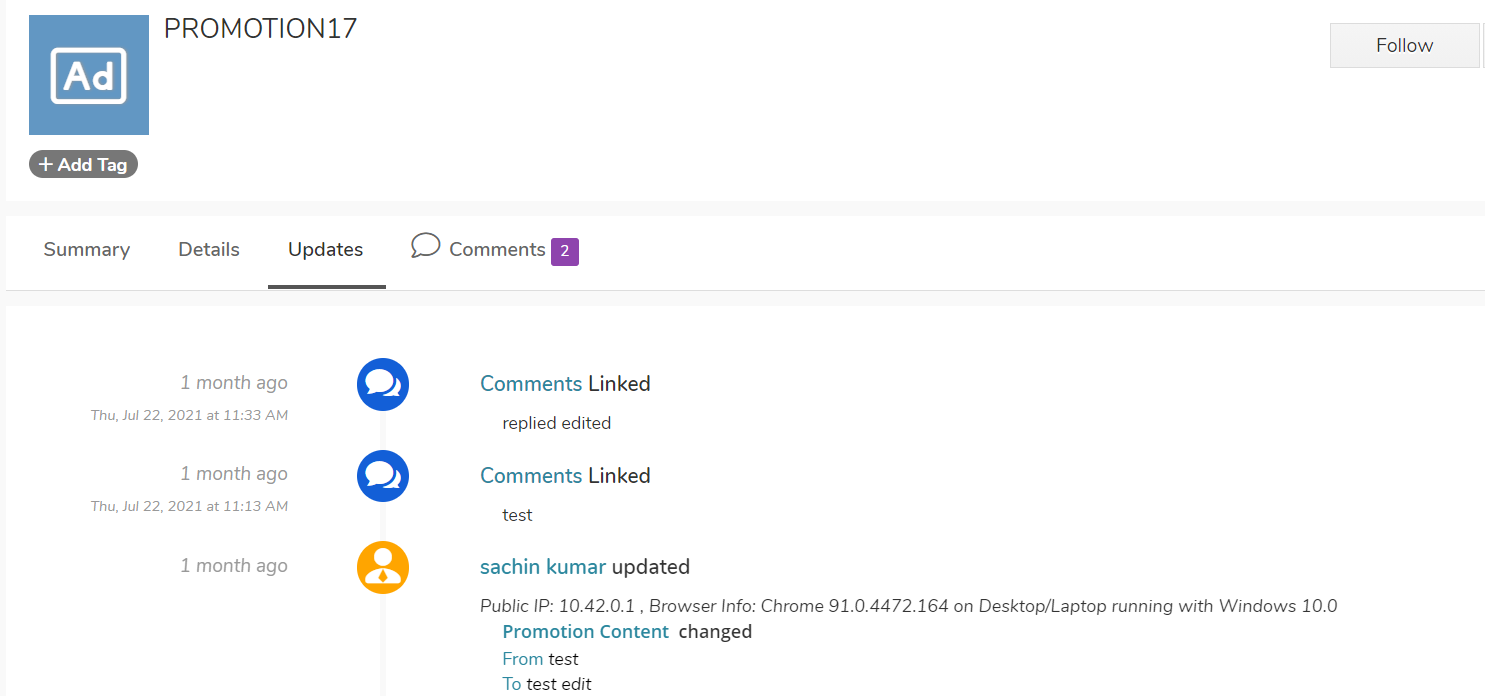 Ad
PROMOTION17
Follow
+ Add Tag
Summary
Details
Updates
Comments 2
1 month ago
Thu, Jul 22, 2021 at 11:33 AM
Comments Linked
replied edited
1 month ago
Thu, Jul 22, 2021 at 11:13 AM
Comments Linked
test
1 month ago
sachin kumar updated
Public IP: 10.42.0.1 , Browser Info: Chrome 91.0.4472.164 on Desktop/Laptop running with Windows 10.0
Promotion Content changed
From test
To test edit